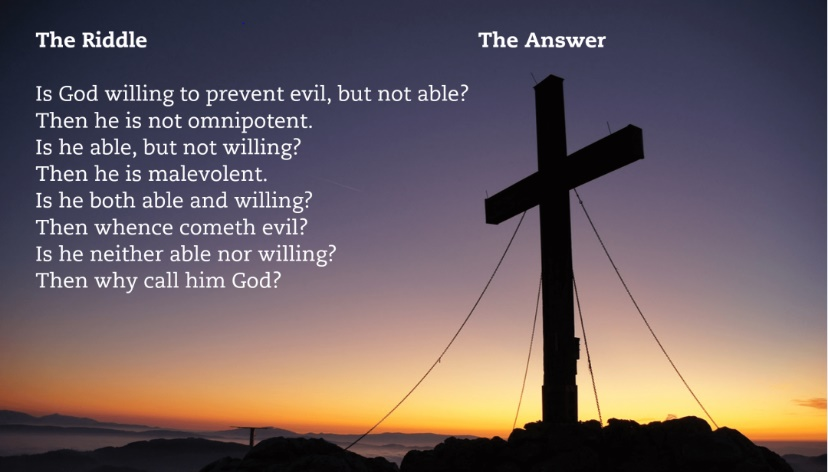 The Riddle
Is God willing to prevent evil, but not able?
Then he is not omnipotent.
Is he able, but not willing?
Then he is malevolent.
Is he both able and willing?
Then whence cometh evil?
Is he neither able nor willing?
Then why call him God?
The Answer